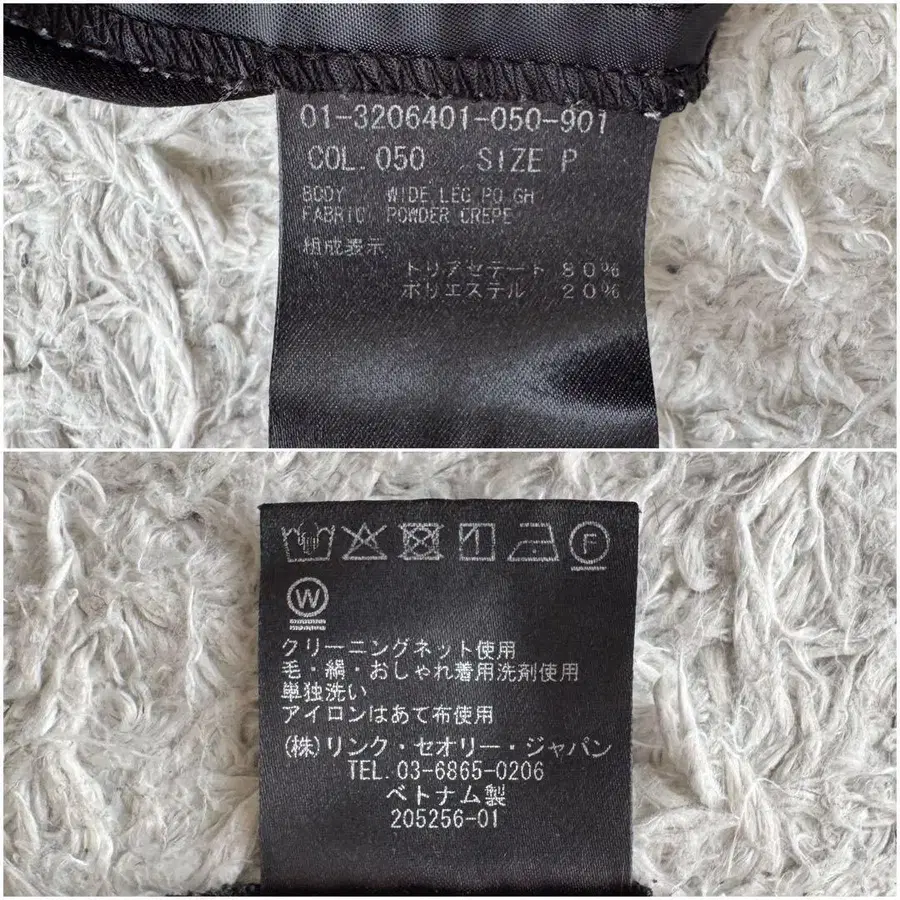 01-3206401-050-901
COL. 050 SIZE P
BODY WIDE LEG PO GH
FABRIC POWDER CREPE
組成表示
トリアセテート 80%
ポリエステル 20%
F
W
クリーニングネット使用
毛・絹・おしゃれ着用洗剤使用
単独洗い
アイロンはあて布使用
(株)リンク・セオリー・ジャパン
TEL. 03-6865-0206
ベトナム製
205256-01